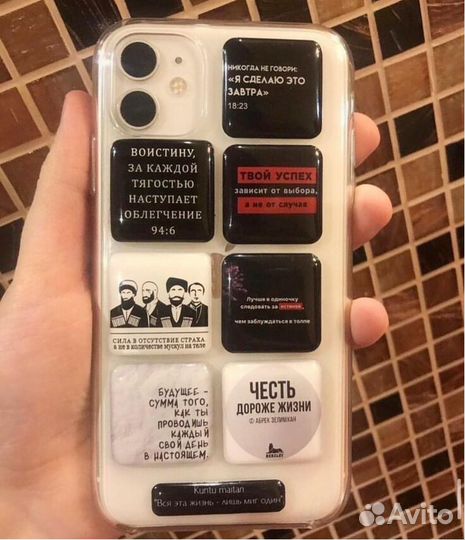 НИКОГДА НЕ ГОВОРИ:
«Я СДЕЛАЮ ЭТО
ЗАВТРА»
18:23
ВОИСТИНУ,
ЗА КАЖДОЙ
ТЯГОСТЬЮ
НАСТУПАЕТ
ОБЛЕГЧЕНИЕ
94:6
ТВОЙ УСПЕХ
зависит от выбора,
а не от случая
СИЛА В ОТСУТСТВИЕ СТРАХА
а не в количестве мускул на теле
Лучше в одиночку
следовать за истиной,
чем заблуждаться в толпе
БУДУЩЕЕ -
СУММА ТОГО,
КАК ТЫ
ПРОВОДИШЬ
КАЖДЫЙ
СВОЙ ДЕНЬ
В НАСТОЯЩЕМ.
ЧЕСТЬ
ДОРОЖЕ ЖИЗНИ
© АБРЕК ЗЕЛИМХАН
BORZLOY
Kuntu maitan
"Вся эта жизнь - лишь миг один"
Avito